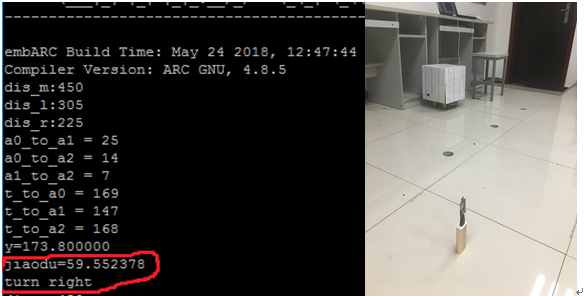 embARC Build Time: May 24 2018, 12:47:44
Compiler Version: ARC GNU, 4.8.5
dis_m:450
dis_l:305
dis_r:225
a0_to_a1 = 25
a0_to_a2 = 14
a1_to_a2 = 7
t_to_a0 = 169
t_to_a1 = 147
t_to_a2 = 168
y=173.800000
jiaodu=59.552378
turn right